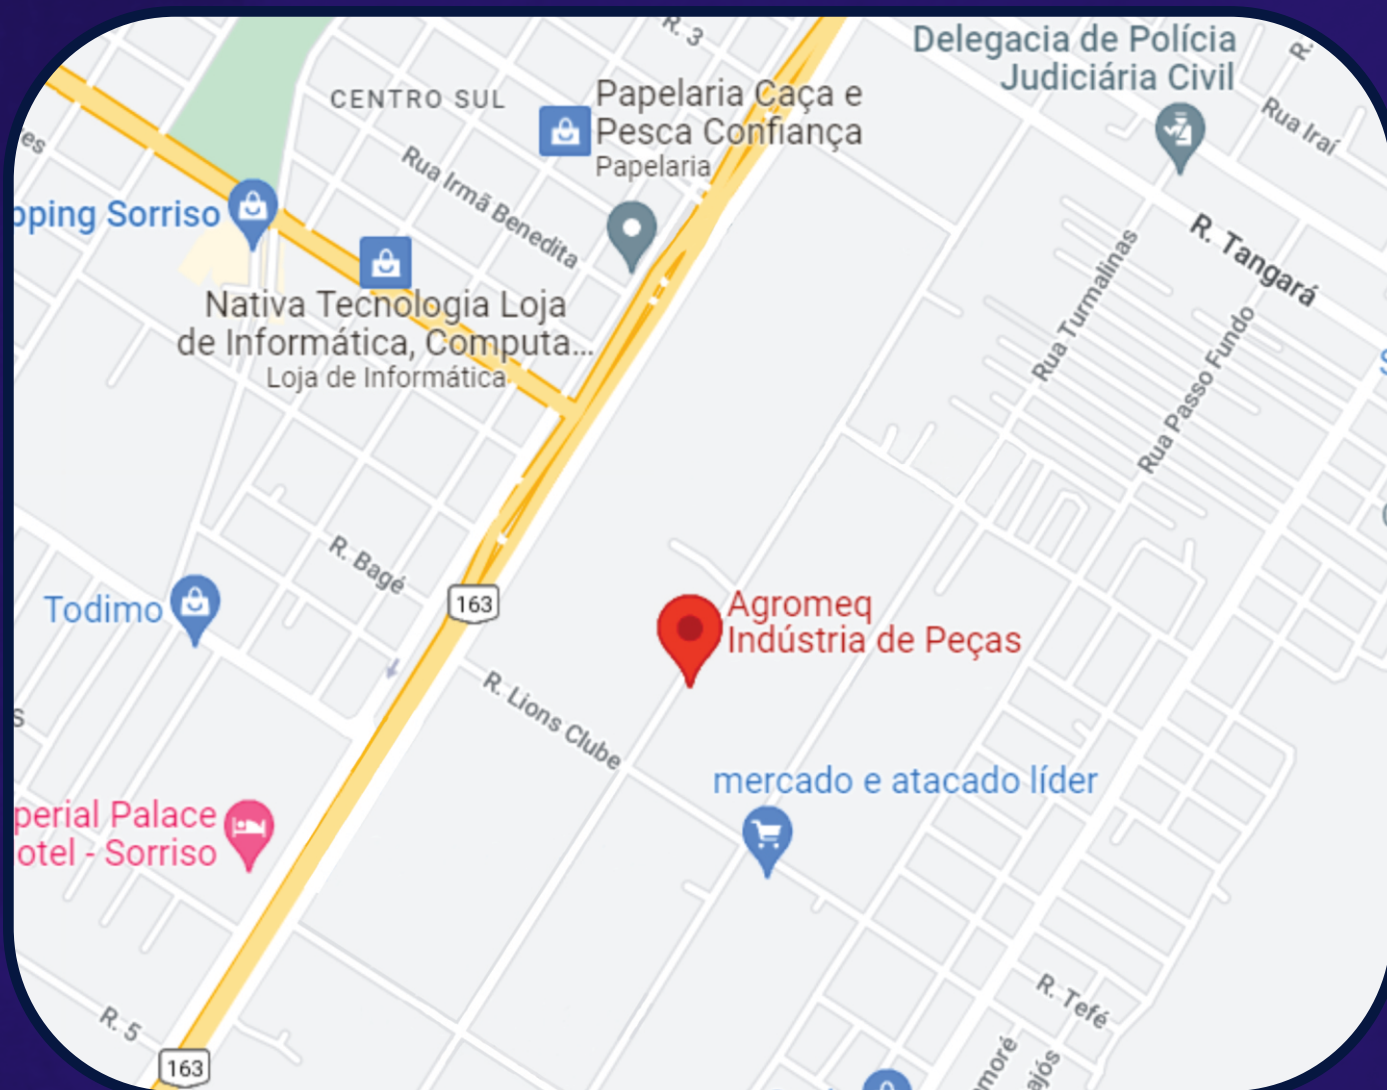 R. 3
Delegacia de Polícia
Judiciária Civil
R.
CENTRO SUL
Papelaria Caça e
Pesca Confiança
Papelaria
Rua Iraí
Rua Irmã Benedita
pping Sorriso
R. Tangará
Rua Turmalinas
Nativa Tecnologia Loja
de Informática, Computa...
Loja de Informática
Rua Passo Fundo
R. Bagé
163
Todimo
Agromeq
Indústria de Peças
R. Lions Clube
mercado e atacado líder
perial Palace
otel - Sorriso
R. Tefé
R. 5
moré
ajós
163